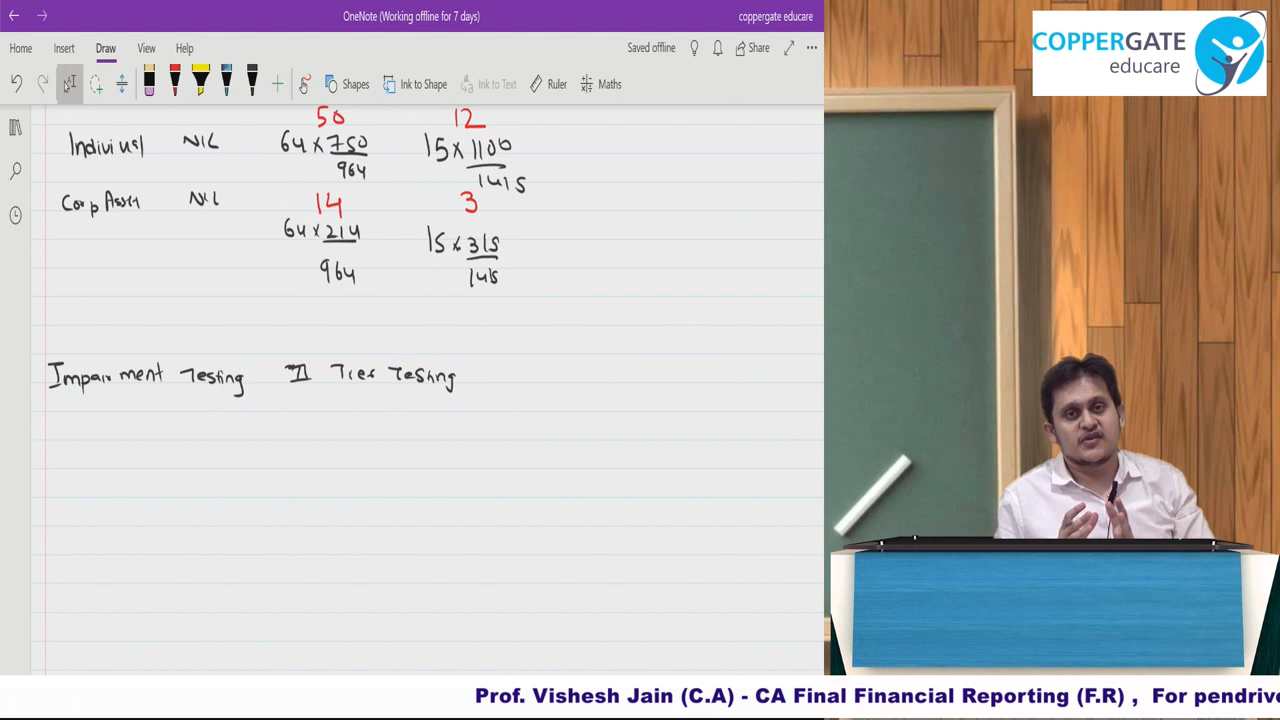 OneNote (Working offline for 7 days)
coppergate educare
Home Insert Draw View Help
Saved offline
Share
Shapes
Ink to Shape
Ink to Text
Ruler
Maths
COPPERGATE
educare
50 12
Indiviual NIL 64 x 750 15 x 1100
964 1415
14 3
Corp Asset NIL 64 x 214 15 x 315
964 1415
Impairment Testing II Tier Testing
Prof. Vishesh Jain (C.A) - CA Final Financial Reporting (F.R) , For pendrive